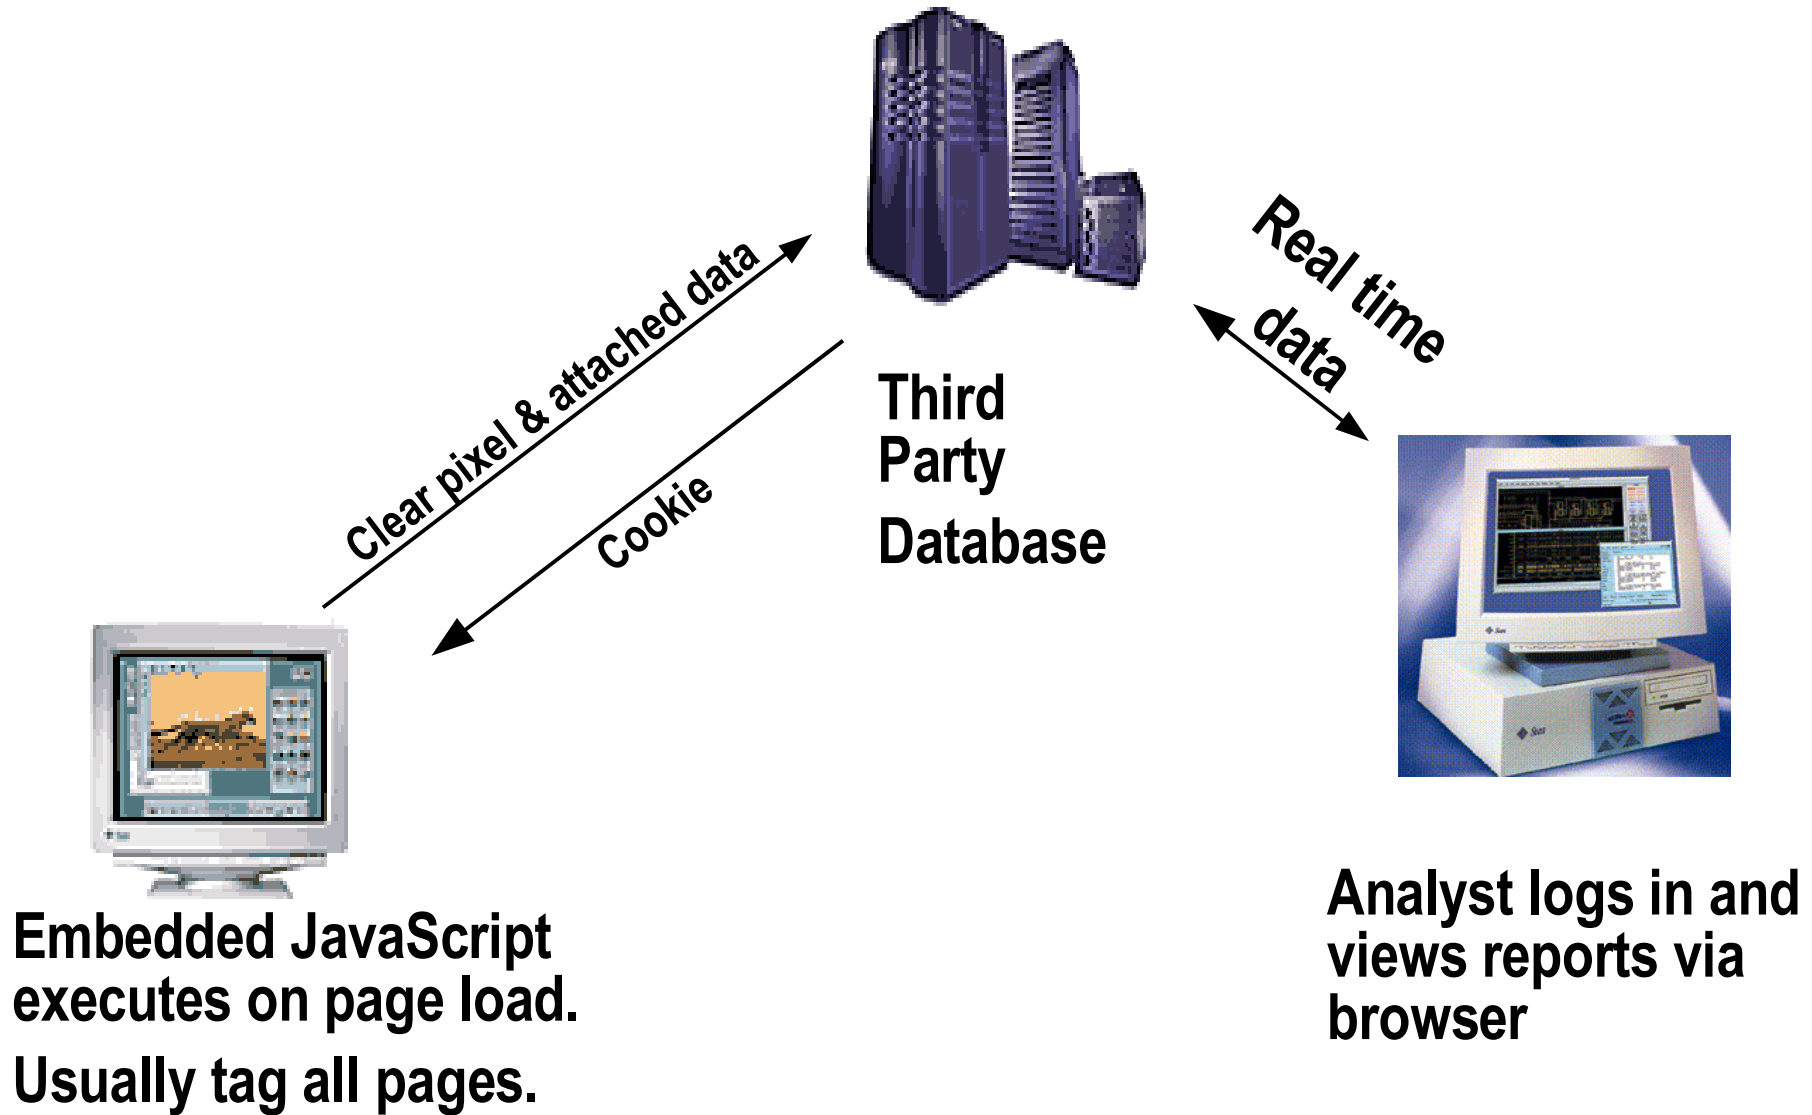 Real time
data
Clear pixel & attached data
Cookie
Third
Party
Database
Sun
Embedded JavaScript
executes on page load.
Usually tag all pages.
Analyst logs in and
views reports via
browser